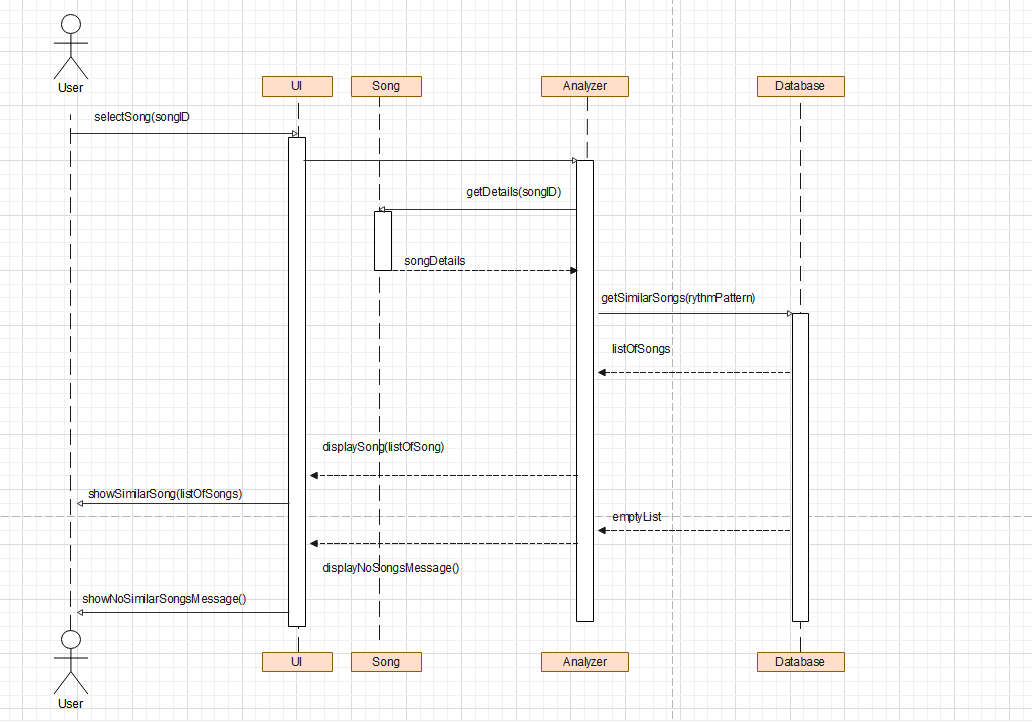 User
UI
Song
Analyzer
Database
selectSong(songID
getDetails(songID)
songDetails
getSimilarSongs(rythmPattern)
listOfSongs
displaySong(listOfSong)
showSimilarSong(listOfSongs)
emptyList
displayNoSongsMessage()
showNoSimilarSongsMessage()
UI
Song
Analyzer
Database
User